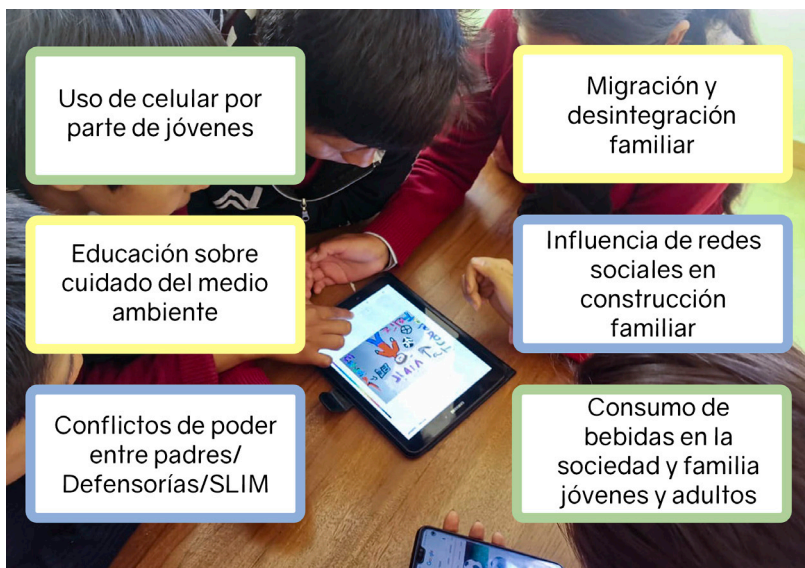 Uso de celular por
parte de jóvenes
Migración y
desintegración
familiar
Educación sobre
cuidado del medio
ambiente
Influencia de redes
sociales en
construcción
familiar
Conflictos de poder
entre padres/
Defensorías/SLIM
Consumo de
bebidas en la
sociedad y familia
jóvenes y adultos